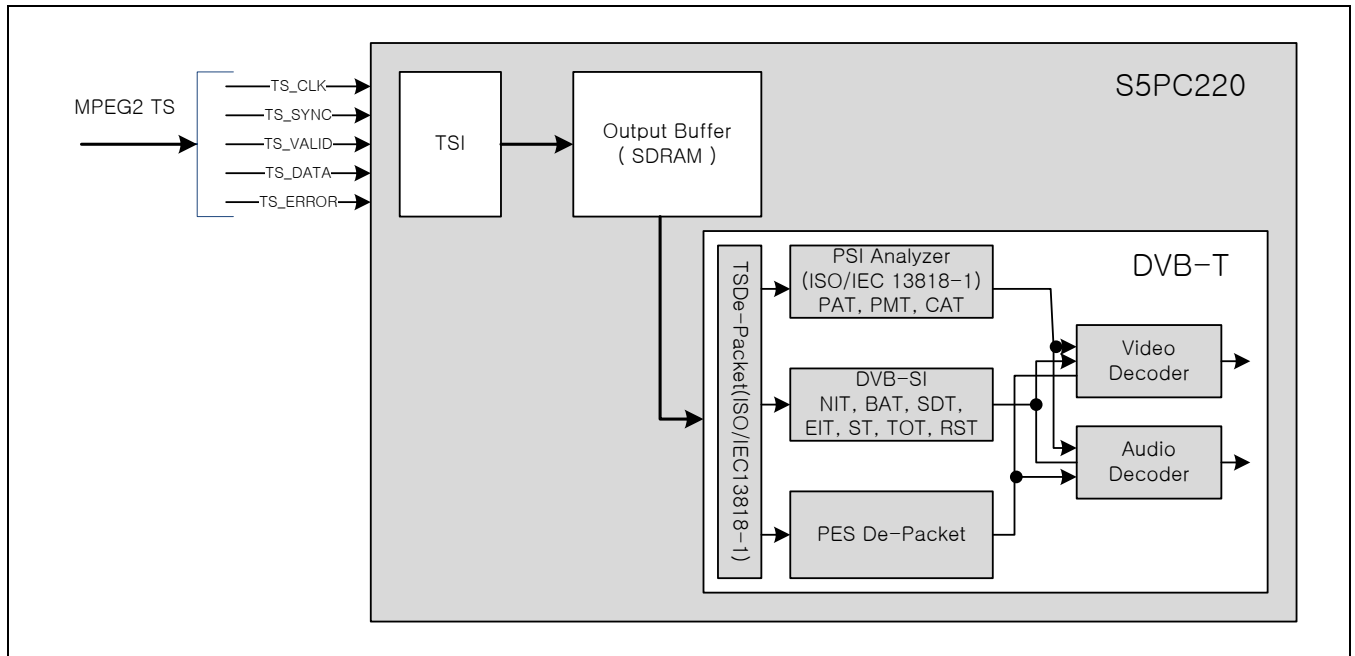 S5PC220
MPEG2 TS
TS_CLK
TS_SYNC
TS_VALID
TS_DATA
TS_ERROR
TSI
Output Buffer
( SDRAM )
DVB-T
TSDe-Packet(ISO/IEC13818-1)
PSI Analyzer
(ISO/IEC 13818-1)
PAT, PMT, CAT
DVB-SI
NIT, BAT, SDT,
EIT, ST, TOT, RST
PES De-Packet
Video
Decoder
Audio
Decoder